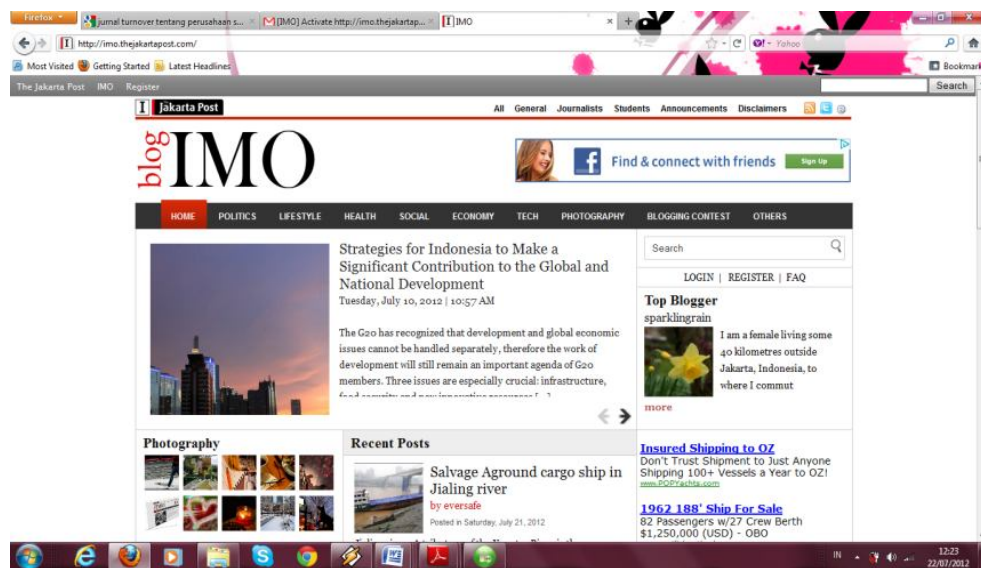 Firefox
jurnal turnover tentang perusahaan s...
[IMO] Activate http://imo.thejakartap...
IMO
http://imo.thejakartapost.com/
Yahoo
Most Visited
Getting Started
Latest Headlines
Bookmark
The Jakarta Post IMO Register
Search
I Jakarta Post
All General Journalists Students Announcements Disclaimers
blog IMO
Find & connect with friends
Sign Up
HOME POLITICS LIFESTYLE HEALTH SOCIAL ECONOMY TECH PHOTOGRAPHY BLOGGING CONTEST OTHERS
Strategies for Indonesia to Make a
Significant Contribution to the Global and
National Development
Tuesday, July 10, 2012 | 10:57 AM
The G20 has recognized that development and global economic
issues cannot be handled separately, therefore the work of
development will still remain an important agenda of G20
members. Three issues are especially crucial: infrastructure,
Search
LOGIN | REGISTER | FAQ
Top Blogger
sparklingrain
I am a female living some
40 kilometres outside
Jakarta, Indonesia, to
where I commut
more
Photography
Recent Posts
Salvage Aground cargo ship in
Jialing river
by eversafe
Posted in Saturday, July 21, 2012
Insured Shipping to OZ
Don't Trust Shipment to Just Anyone
Shipping 100+ Vessels a Year to OZ!
www.POPYachts.com
1962 188' Ship For Sale
82 Passengers w/27 Crew Berth
$1,250,000 (USD) - OBO
IN
12:23
22/07/2012